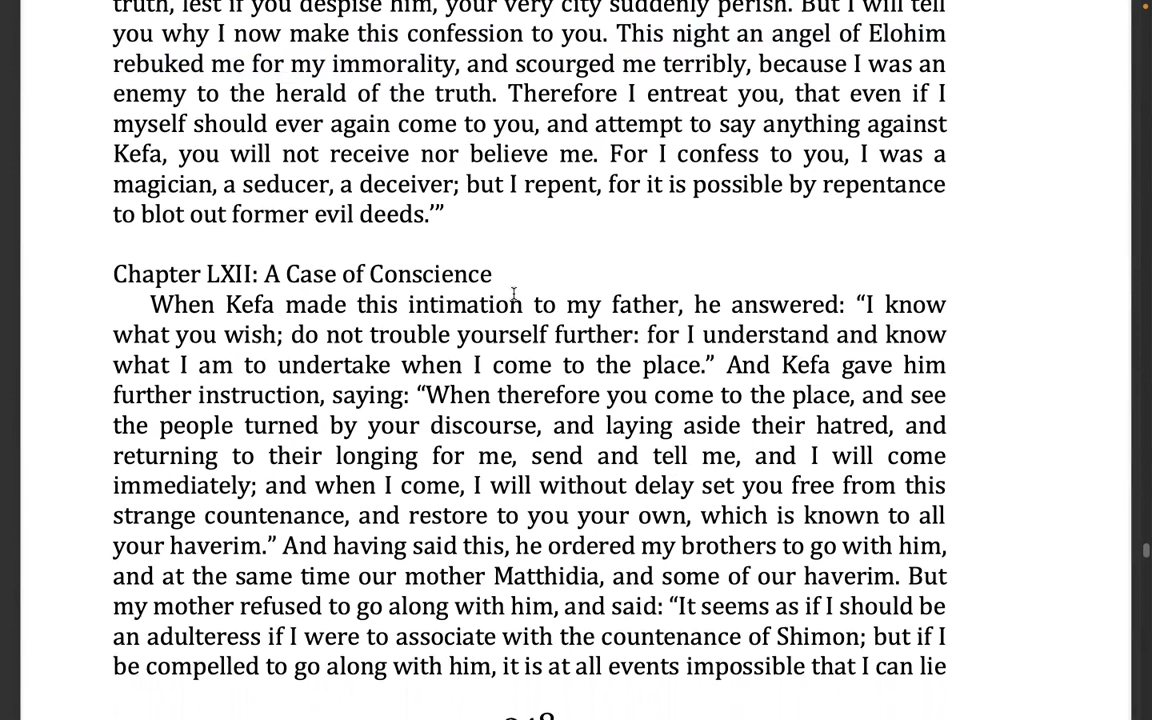 truth, lest if you despise him, your very city suddenly perish. But I will tell
you why I now make this confession to you. This night an angel of Elohim
rebuked me for my immorality, and scourged me terribly, because I was an
enemy to the herald of the truth. Therefore I entreat you, that even if I
myself should ever again come to you, and attempt to say anything against
Kefa, you will not receive nor believe me. For I confess to you, I was a
magician, a seducer, a deceiver; but I repent, for it is possible by repentance
to blot out former evil deeds.’”
Chapter LXII: A Case of Conscience
When Kefa made this intimation to my father, he answered: “I know
what you wish; do not trouble yourself further: for I understand and know
what I am to undertake when I come to the place.” And Kefa gave him
further instruction, saying: “When therefore you come to the place, and see
the people turned by your discourse, and laying aside their hatred, and
returning to their longing for me, send and tell me, and I will come
immediately; and when I come, I will without delay set you free from this
strange countenance, and restore to you your own, which is known to all
your haverim.” And having said this, he ordered my brothers to go with him,
and at the same time our mother Matthidia, and some of our haverim. But
my mother refused to go along with him, and said: “It seems as if I should be
an adulteress if I were to associate with the countenance of Shimon; but if I
be compelled to go along with him, it is at all events impossible that I can lie